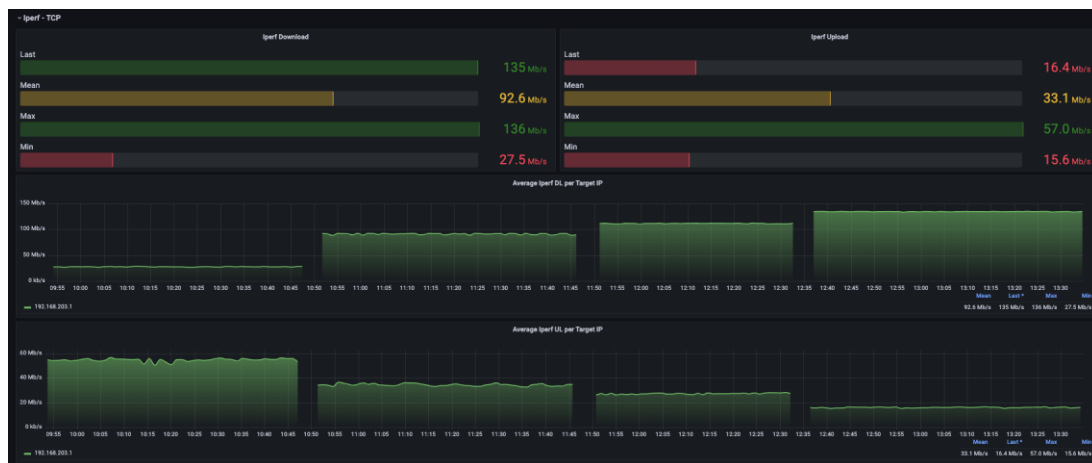 Iperf - TCP
Iperf Download
Last
135 Mb/s
Mean
92.6 Mb/s
Max
136 Mb/s
Min
27.5 Mb/s
Iperf Upload
Last
16.4 Mb/s
Mean
33.1 Mb/s
Max
57.0 Mb/s
Min
15.6 Mb/s
Average Iperf DL per Target IP
150 Mb/s
100 Mb/s
50 Mb/s
0 kb/s
09:55 10:00 10:05 10:10 10:15 10:20 10:25 10:30 10:35 10:40 10:45 10:50 10:55 11:00 11:05 11:10 11:15 11:20 11:25 11:30 11:35 11:40 11:45 11:50 11:55 12:00 12:05 12:10 12:15 12:20 12:25 12:30 12:35 12:40 12:45 12:50 12:55 13:00 13:05 13:10 13:15 13:20 13:25 13:30
Mean Last * Max Min
192.168.203.1 92.6 Mb/s 135 Mb/s 136 Mb/s 27.5 Mb/s
Average Iperf UL per Target IP
60 Mb/s
40 Mb/s
20 Mb/s
0 kb/s
09:55 10:00 10:05 10:10 10:15 10:20 10:25 10:30 10:35 10:40 10:45 10:50 10:55 11:00 11:05 11:10 11:15 11:20 11:25 11:30 11:35 11:40 11:45 11:50 11:55 12:00 12:05 12:10 12:15 12:20 12:25 12:30 12:35 12:40 12:45 12:50 12:55 13:00 13:05 13:10 13:15 13:20 13:25 13:30
Mean Last * Max Min
192.168.203.1 33.1 Mb/s 16.4 Mb/s 57.0 Mb/s 15.6 Mb/s